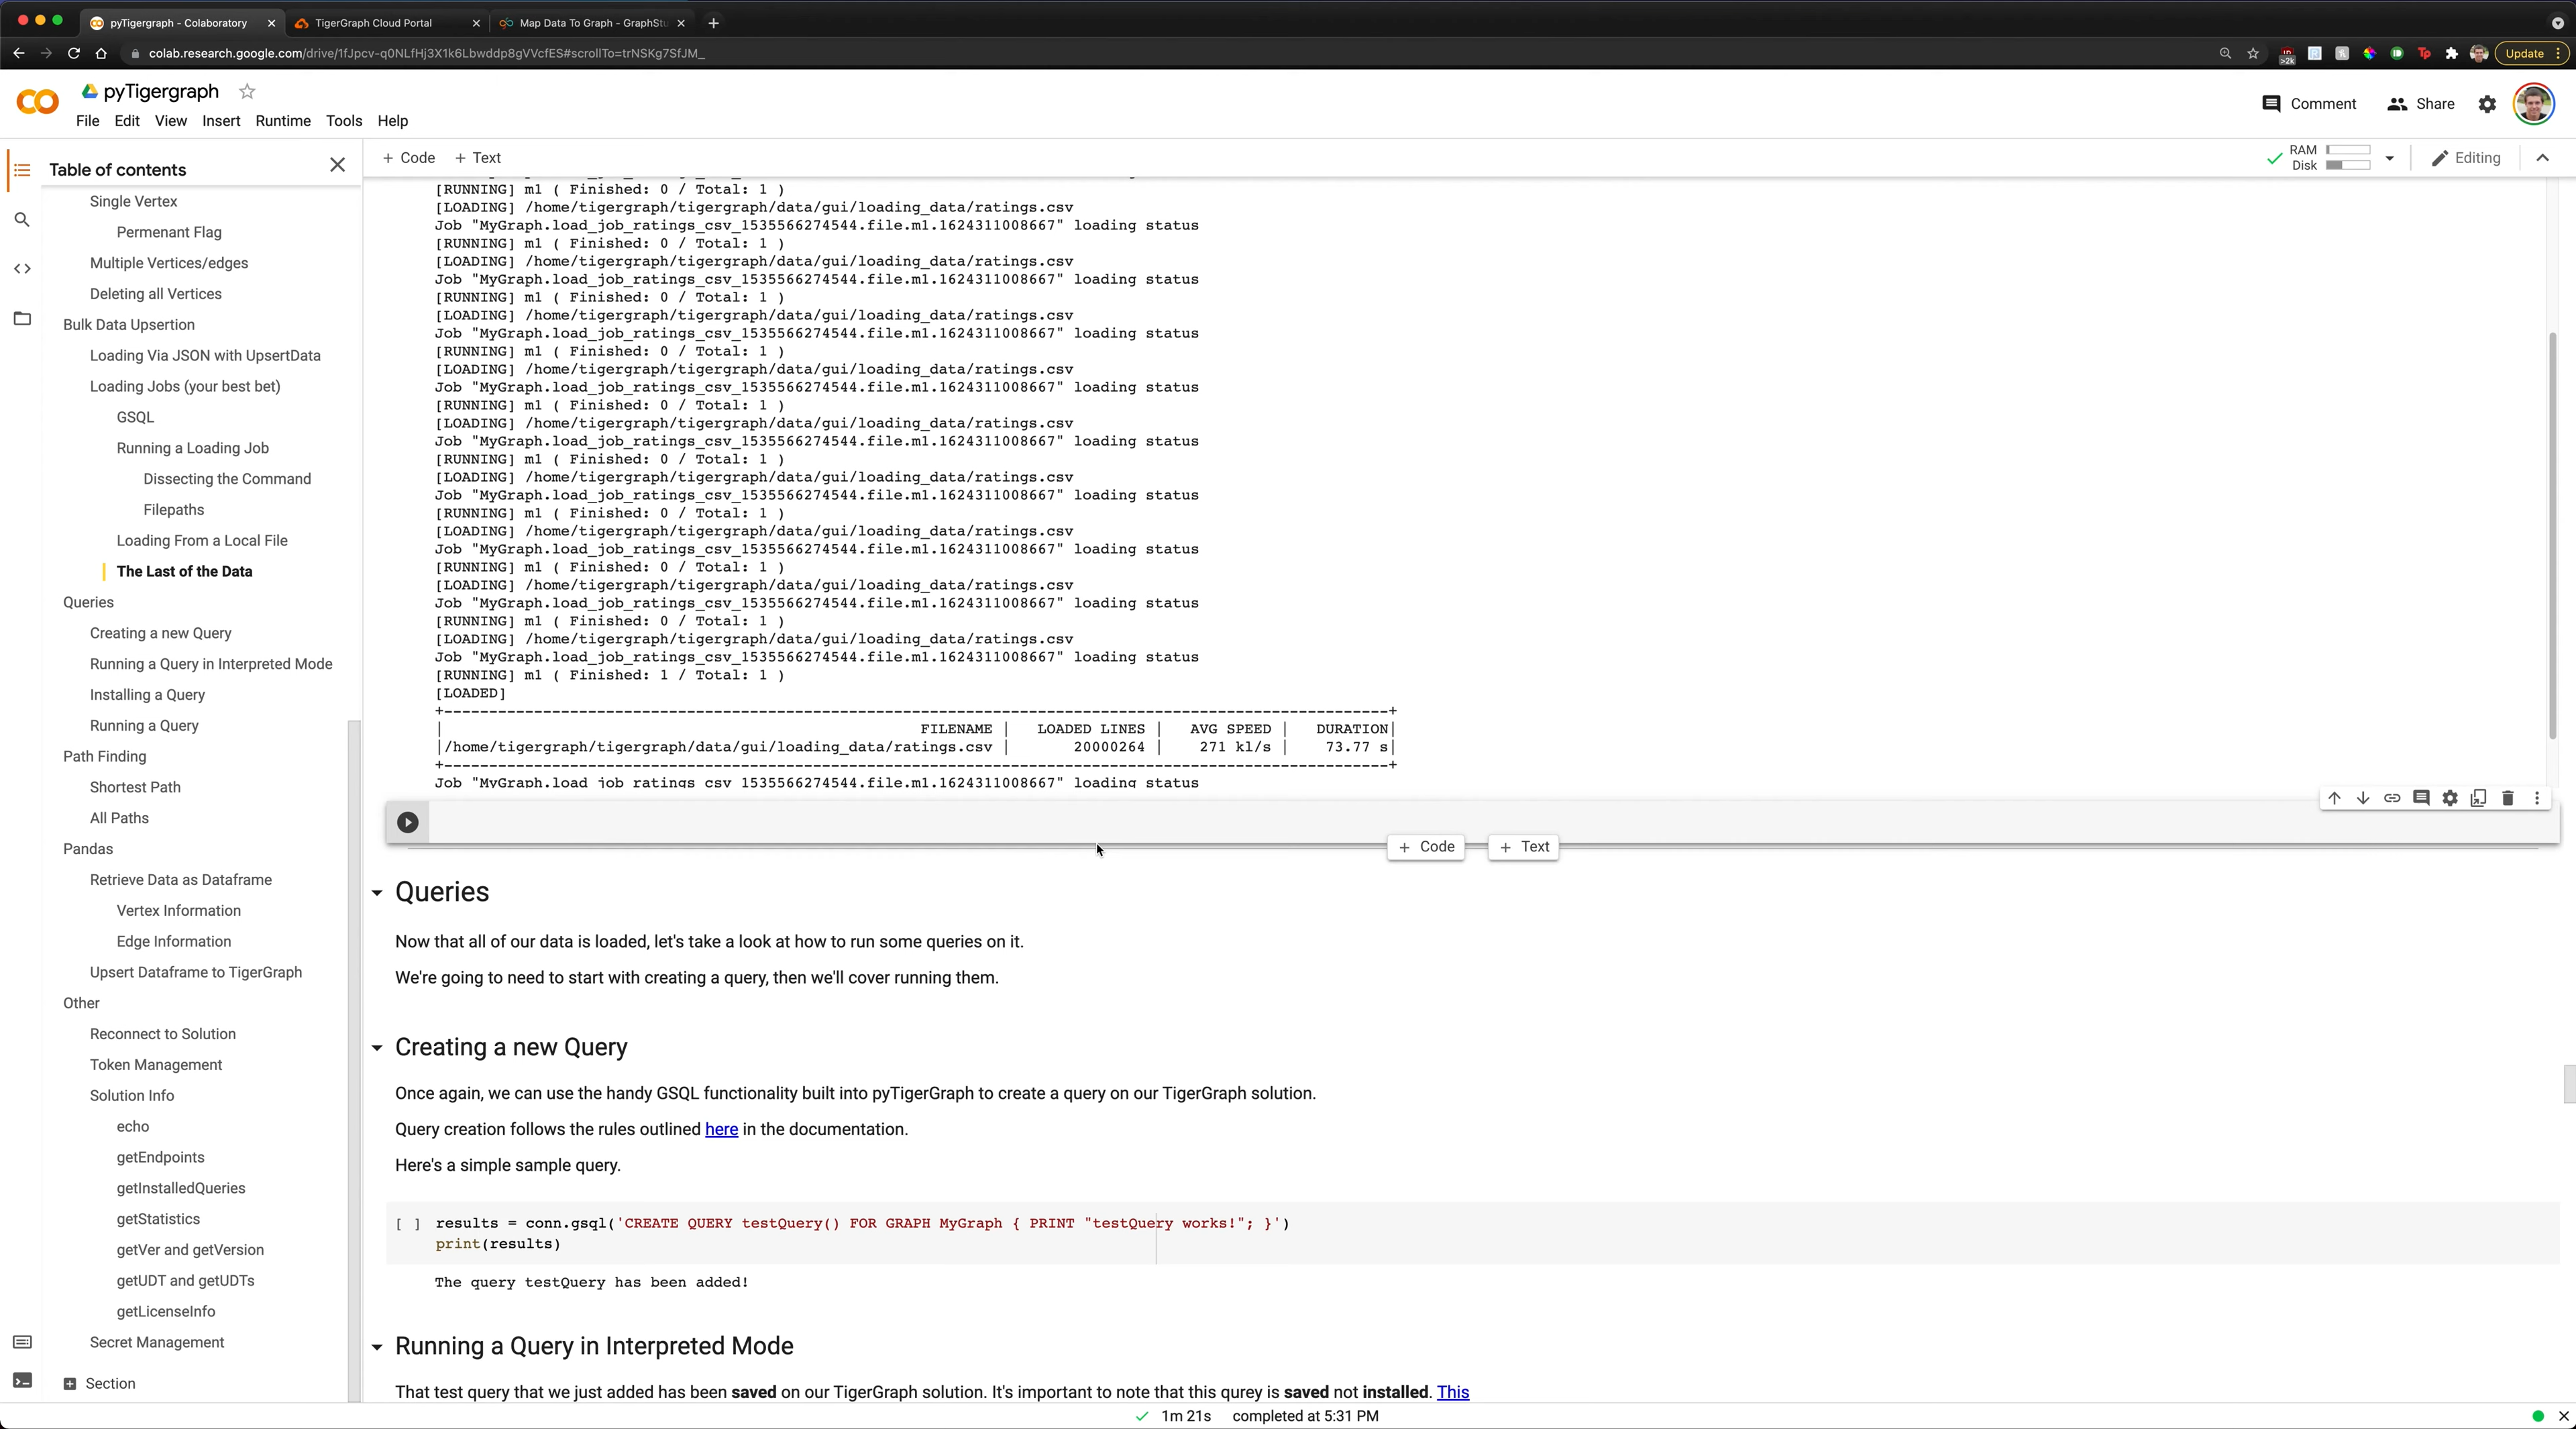 pyTigergraph - Colaboratory
TigerGraph Cloud Portal
Map Data To Graph - GraphStu
colab.research.google.com/drive/1fJpcv-q0NLfHj3X1k6Lbwddp8gVVcfES#scrollTo=trNSKg7SfJM_
>2k
Update
pyTigergraph
File Edit View Insert Runtime Tools Help
Comment
Share
Table of contents
+ Code + Text
RAM
Disk
Editing
Single Vertex
Permenant Flag
Multiple Vertices/edges
Deleting all Vertices
Bulk Data Upsertion
Loading Via JSON with UpsertData
Loading Jobs (your best bet)
GSQL
Running a Loading Job
Dissecting the Command
Filepaths
Loading From a Local File
The Last of the Data
Queries
Creating a new Query
Running a Query in Interpreted Mode
Installing a Query
Running a Query
Path Finding
Shortest Path
All Paths
Pandas
Retrieve Data as Dataframe
Vertex Information
Edge Information
Upsert Dataframe to TigerGraph
Other
Reconnect to Solution
Token Management
Solution Info
echo
getEndpoints
getInstalledQueries
getStatistics
getVer and getVersion
getUDT and getUDTs
getLicenseInfo
Secret Management
Section
[RUNNING] m1 ( Finished: 0 / Total: 1 )
[LOADING] /home/tigergraph/tigergraph/data/gui/loading_data/ratings.csv
Job "MyGraph.load_job_ratings_csv_1535566274544.file.m1.1624311008667" loading status
[RUNNING] m1 ( Finished: 0 / Total: 1 )
[LOADING] /home/tigergraph/tigergraph/data/gui/loading_data/ratings.csv
Job "MyGraph.load_job_ratings_csv_1535566274544.file.m1.1624311008667" loading status
[RUNNING] m1 ( Finished: 0 / Total: 1 )
[LOADING] /home/tigergraph/tigergraph/data/gui/loading_data/ratings.csv
Job "MyGraph.load_job_ratings_csv_1535566274544.file.m1.1624311008667" loading status
[RUNNING] m1 ( Finished: 0 / Total: 1 )
[LOADING] /home/tigergraph/tigergraph/data/gui/loading_data/ratings.csv
Job "MyGraph.load_job_ratings_csv_1535566274544.file.m1.1624311008667" loading status
[RUNNING] m1 ( Finished: 0 / Total: 1 )
[LOADING] /home/tigergraph/tigergraph/data/gui/loading_data/ratings.csv
Job "MyGraph.load_job_ratings_csv_1535566274544.file.m1.1624311008667" loading status
[RUNNING] m1 ( Finished: 0 / Total: 1 )
[LOADING] /home/tigergraph/tigergraph/data/gui/loading_data/ratings.csv
Job "MyGraph.load_job_ratings_csv_1535566274544.file.m1.1624311008667" loading status
[RUNNING] m1 ( Finished: 0 / Total: 1 )
[LOADING] /home/tigergraph/tigergraph/data/gui/loading_data/ratings.csv
Job "MyGraph.load_job_ratings_csv_1535566274544.file.m1.1624311008667" loading status
[RUNNING] m1 ( Finished: 0 / Total: 1 )
[LOADING] /home/tigergraph/tigergraph/data/gui/loading_data/ratings.csv
Job "MyGraph.load_job_ratings_csv_1535566274544.file.m1.1624311008667" loading status
[RUNNING] m1 ( Finished: 0 / Total: 1 )
[LOADING] /home/tigergraph/tigergraph/data/gui/loading_data/ratings.csv
Job "MyGraph.load_job_ratings_csv_1535566274544.file.m1.1624311008667" loading status
[RUNNING] m1 ( Finished: 1 / Total: 1 )
[LOADED]
| FILENAME | LOADED LINES | AVG SPEED | DURATION|
|/home/tigergraph/tigergraph/data/gui/loading_data/ratings.csv | 20000264 | 271 kl/s | 73.77 s|
Job "MyGraph.load_job_ratings_csv_1535566274544.file.m1.1624311008667" loading status
+ Code + Text
Queries
Now that all of our data is loaded, let's take a look at how to run some queries on it.
We're going to need to start with creating a query, then we'll cover running them.
Creating a new Query
Once again, we can use the handy GSQL functionality built into pyTigerGraph to create a query on our TigerGraph solution.
Query creation follows the rules outlined here in the documentation.
Here's a simple sample query.
[ ] results = conn.gsql('CREATE QUERY testQuery() FOR GRAPH MyGraph { PRINT "testQuery works!"; }')
print(results)
The query testQuery has been added!
Running a Query in Interpreted Mode
That test query that we just added has been saved on our TigerGraph solution. It's important to note that this qurey is saved not installed. This
1m 21s completed at 5:31 PM